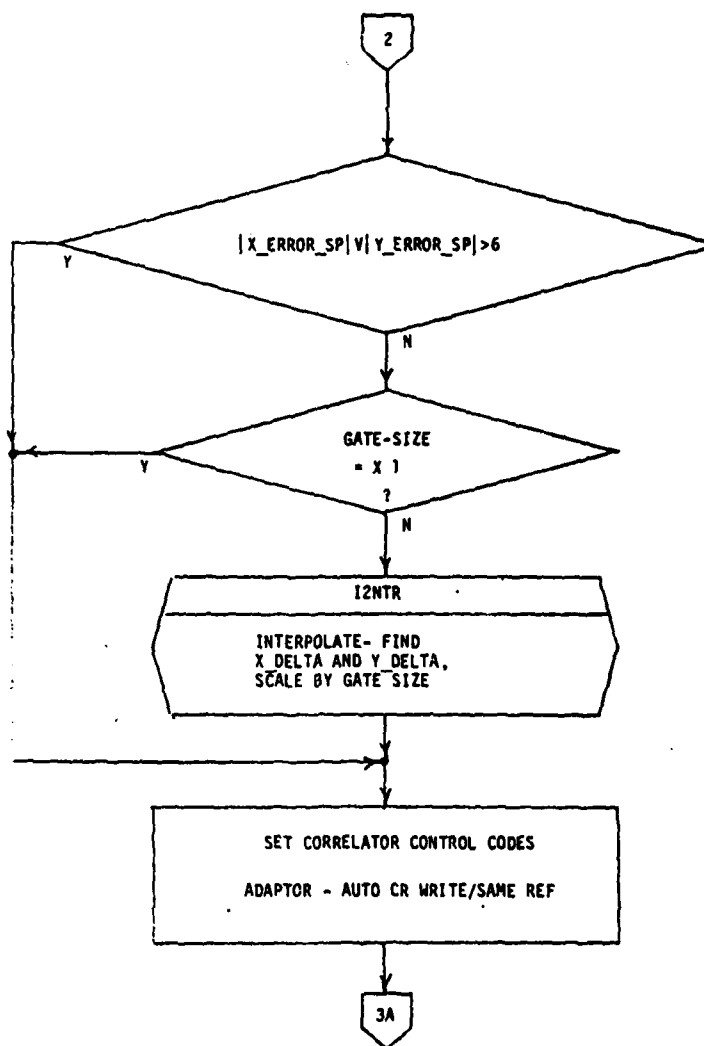 2
|X_ERROR_SP|V|Y_ERROR_SP|>6
Y
N
GATE-SIZE
= X 1
?
Y
N
I2NTR
INTERPOLATE- FIND
X_DELTA AND Y_DELTA,
SCALE BY GATE SIZE
SET CORRELATOR CONTROL CODES
ADAPTOR - AUTO CR WRITE/SAME REF
3A